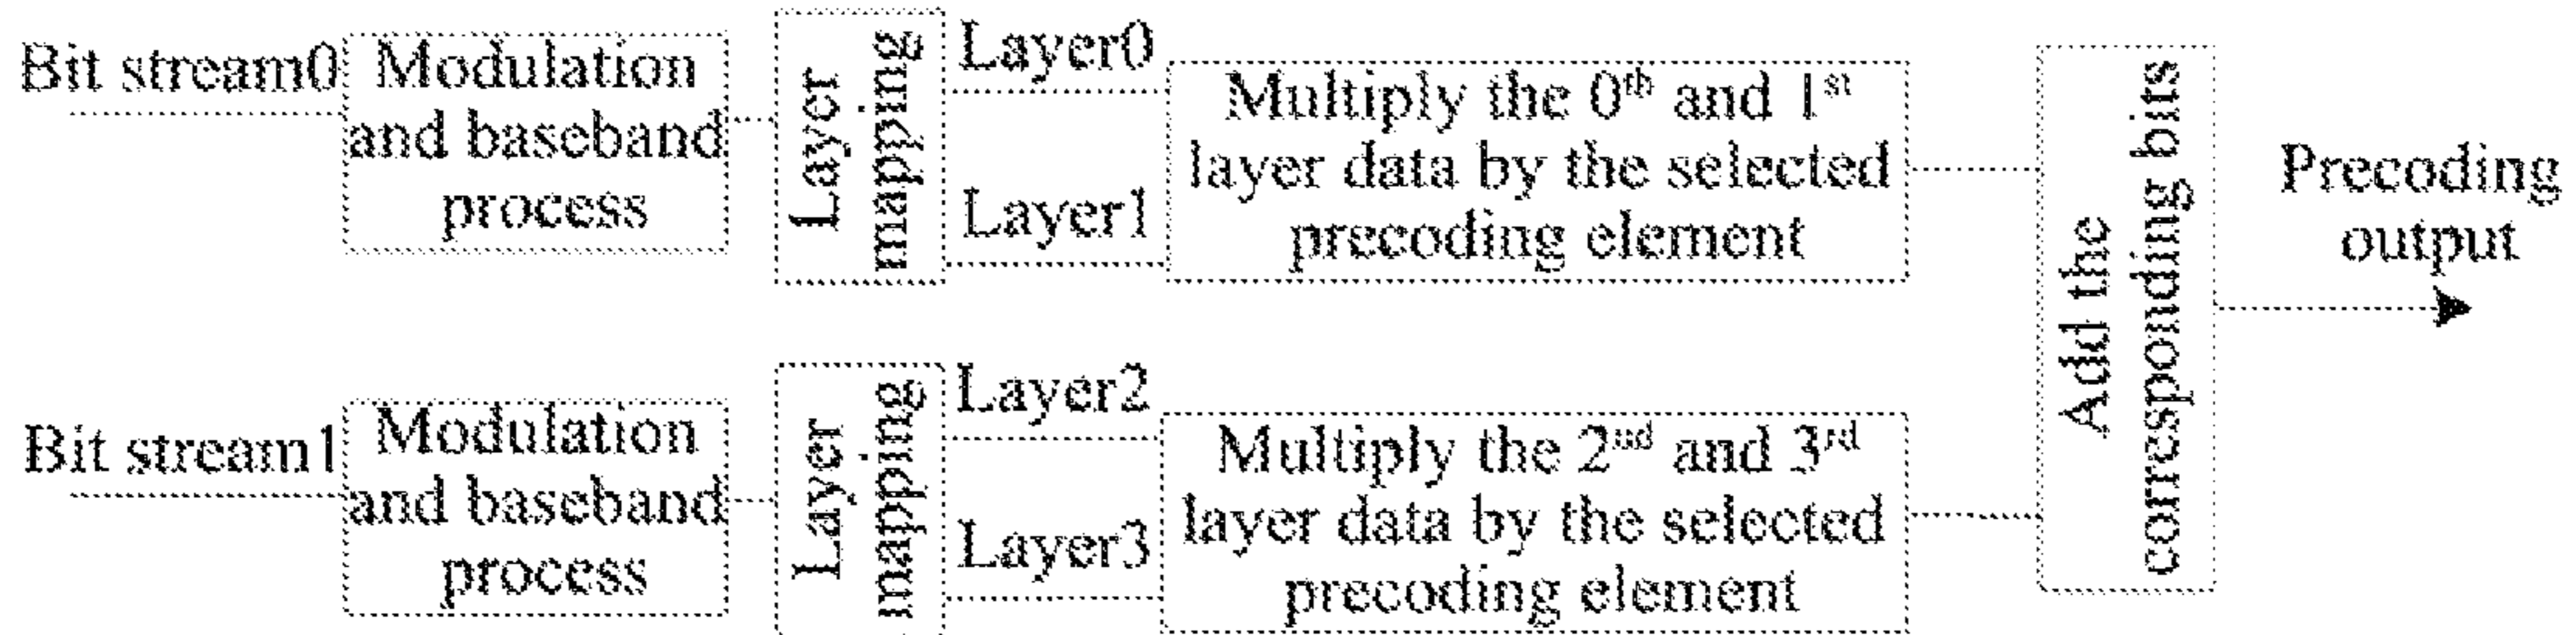 Bit stream0
Modulation
and baseband
process
Layer
mapping
Layer0
Layer1
Multiply the 0th and 1st
layer data by the selected
precoding element
Add the
corresponding bits
Precoding
output
Bit stream1
Modulation
and baseband
process
Layer
mapping
Layer2
Layer3
Multiply the 2nd and 3rd
layer data by the selected
precoding element